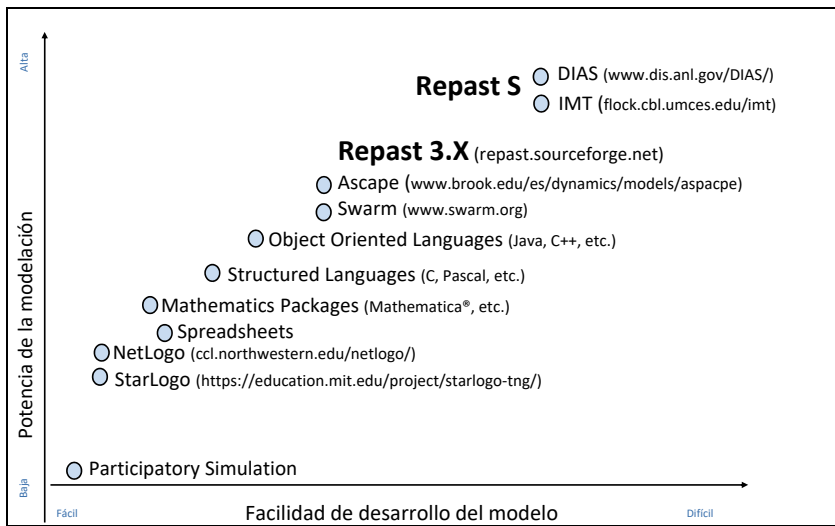 Alta
Repast S
DIAS (www.dis.anl.gov/DIAS/)
IMT (flock.cbl.umces.edu/imt)
Repast 3.X (repast.sourceforge.net)
Ascape (www.brook.edu/es/dynamics/models/aspacpe)
Swarm (www.swarm.org)
Object Oriented Languages (Java, C++, etc.)
Structured Languages (C, Pascal, etc.)
Mathematics Packages (Mathematica®, etc.)
Spreadsheets
NetLogo (ccl.northwestern.edu/netlogo/)
StarLogo (https://education.mit.edu/project/starlogo-tng/)
Participatory Simulation
Potencia de la modelación
Baja
Fácil
Facilidad de desarrollo del modelo
Difícil